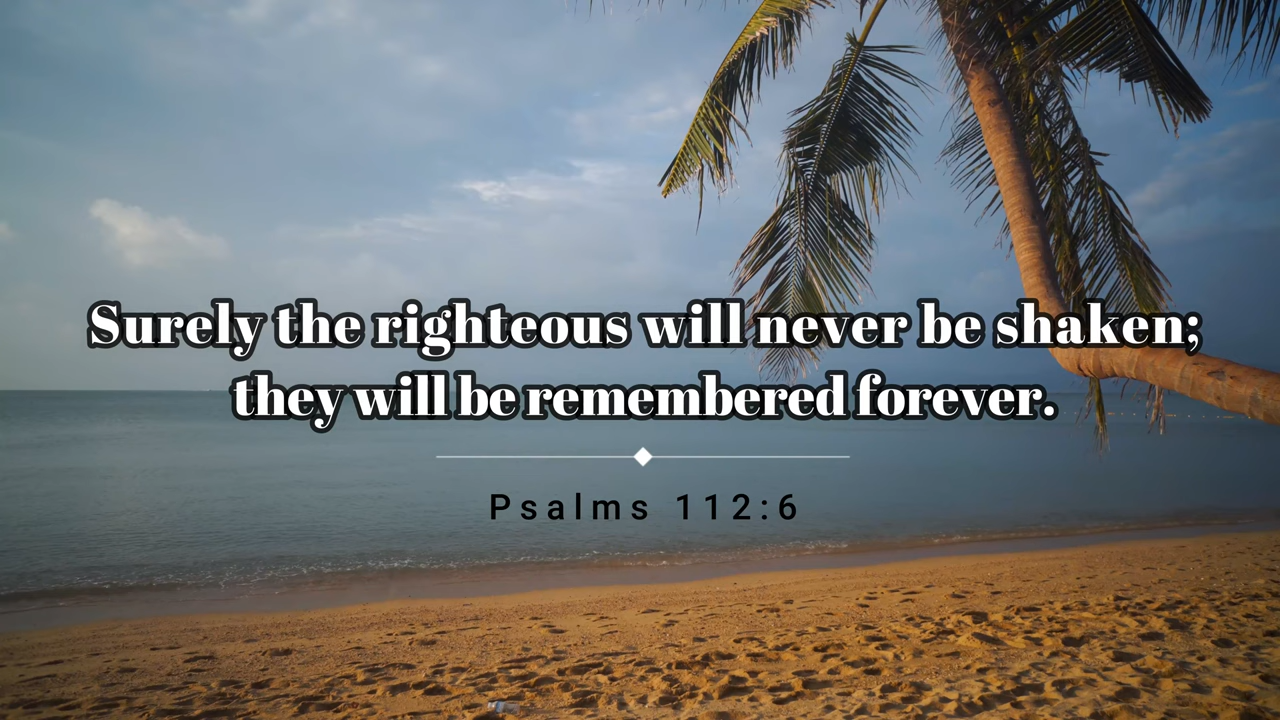 Surely the righteous will never be shaken;
they will be remembered forever.
Psalms 112:6